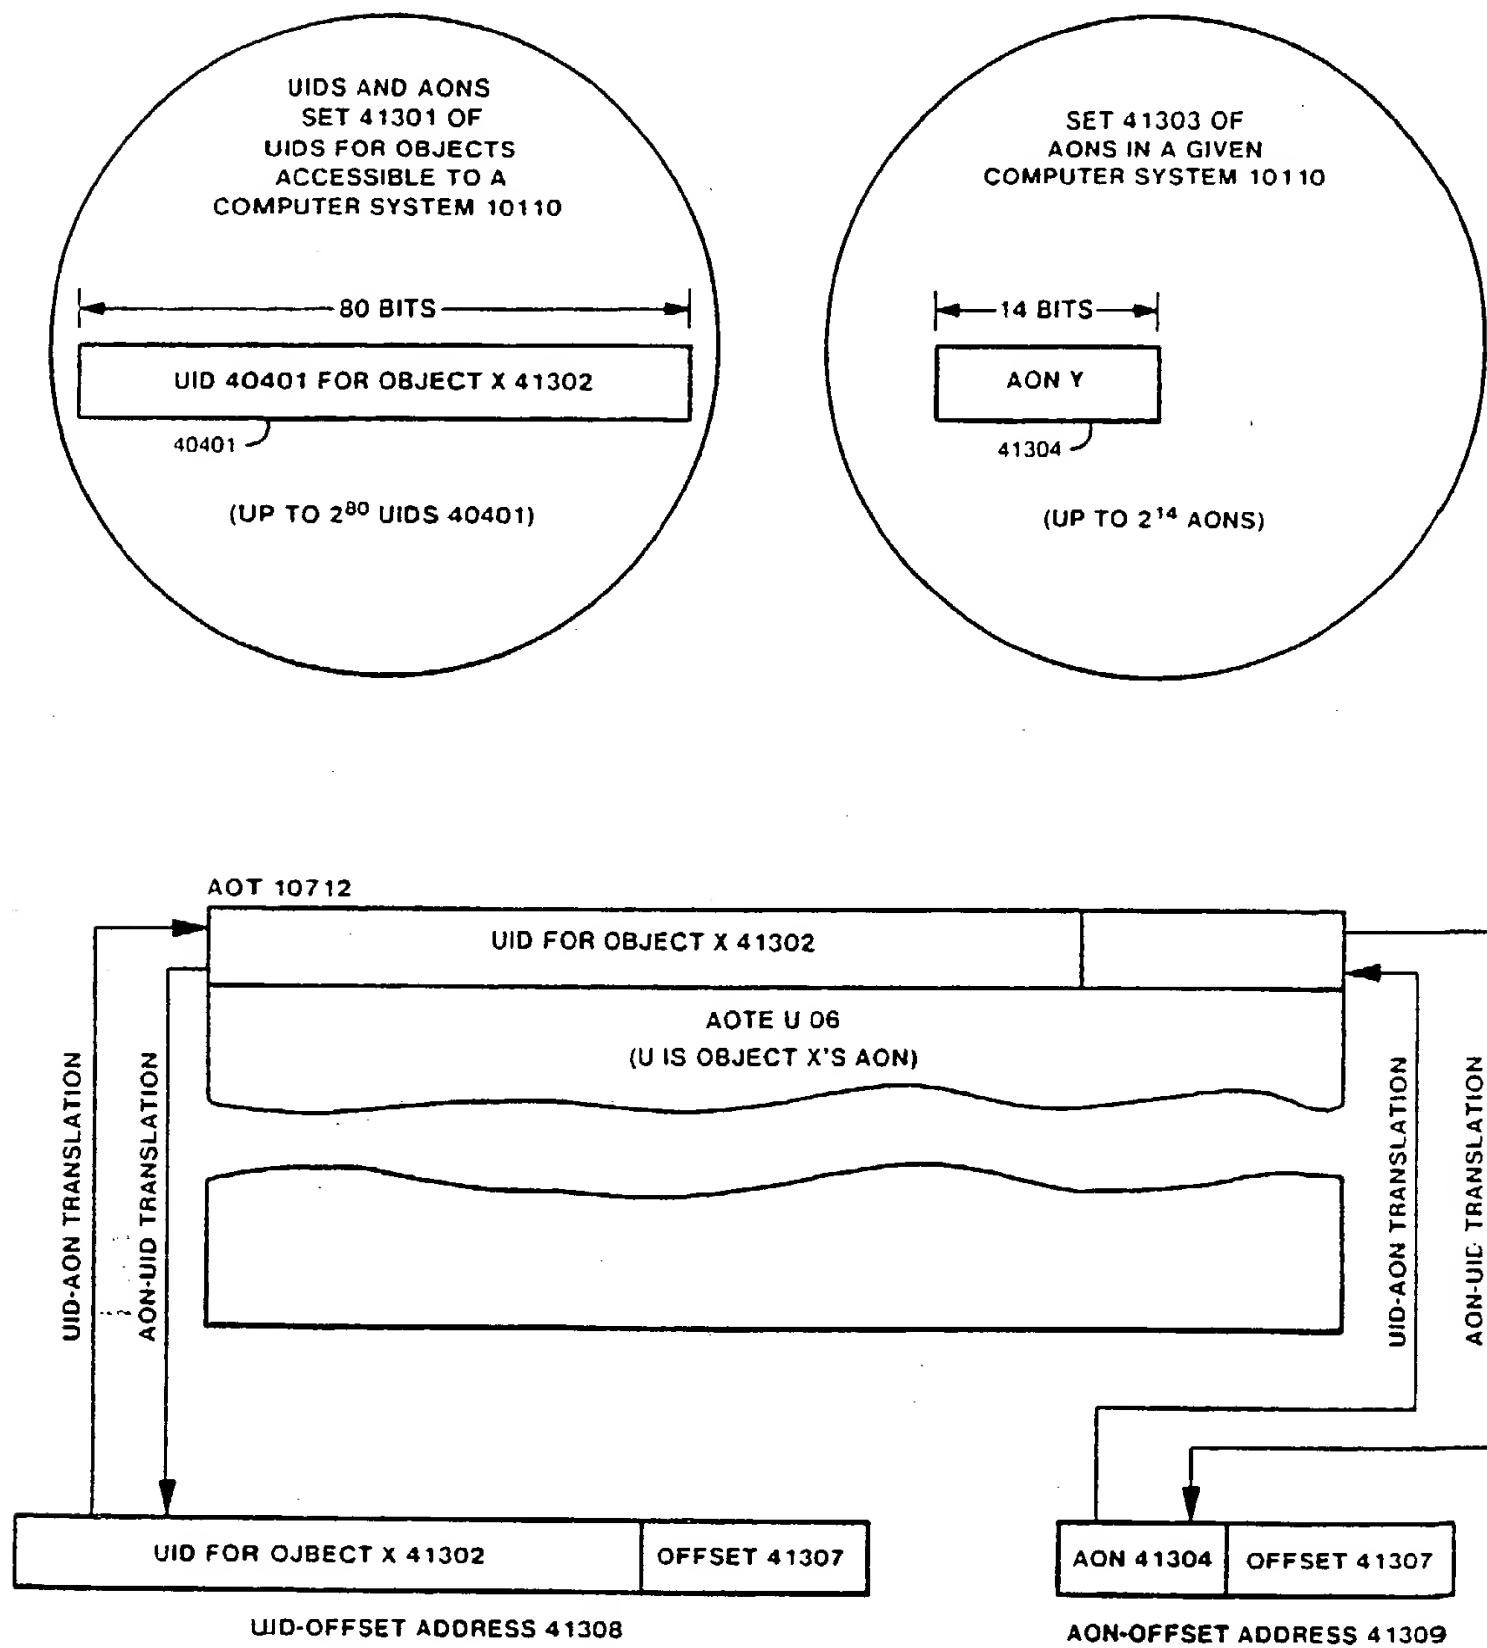 UIDS AND AONS
SET 41301 OF
UIDS FOR OBJECTS
ACCESSIBLE TO A
COMPUTER SYSTEM 10110
80 BITS
UID 40401 FOR OBJECT X 41302
40401
(UP TO 2⁸⁰ UIDS 40401)
SET 41303 OF
AONS IN A GIVEN
COMPUTER SYSTEM 10110
14 BITS
AON Y
41304
(UP TO 2¹⁴ AONS)
AOT 10712
UID FOR OBJECT X 41302
AOTE U 06
(U IS OBJECT X'S AON)
UID-AON TRANSLATION
AON-UID TRANSLATION
UID-AON TRANSLATION
AON-UID TRANSLATION
UID FOR OJBECT X 41302
OFFSET 41307
UID-OFFSET ADDRESS 41308
AON 41304
OFFSET 41307
AON-OFFSET ADDRESS 41309